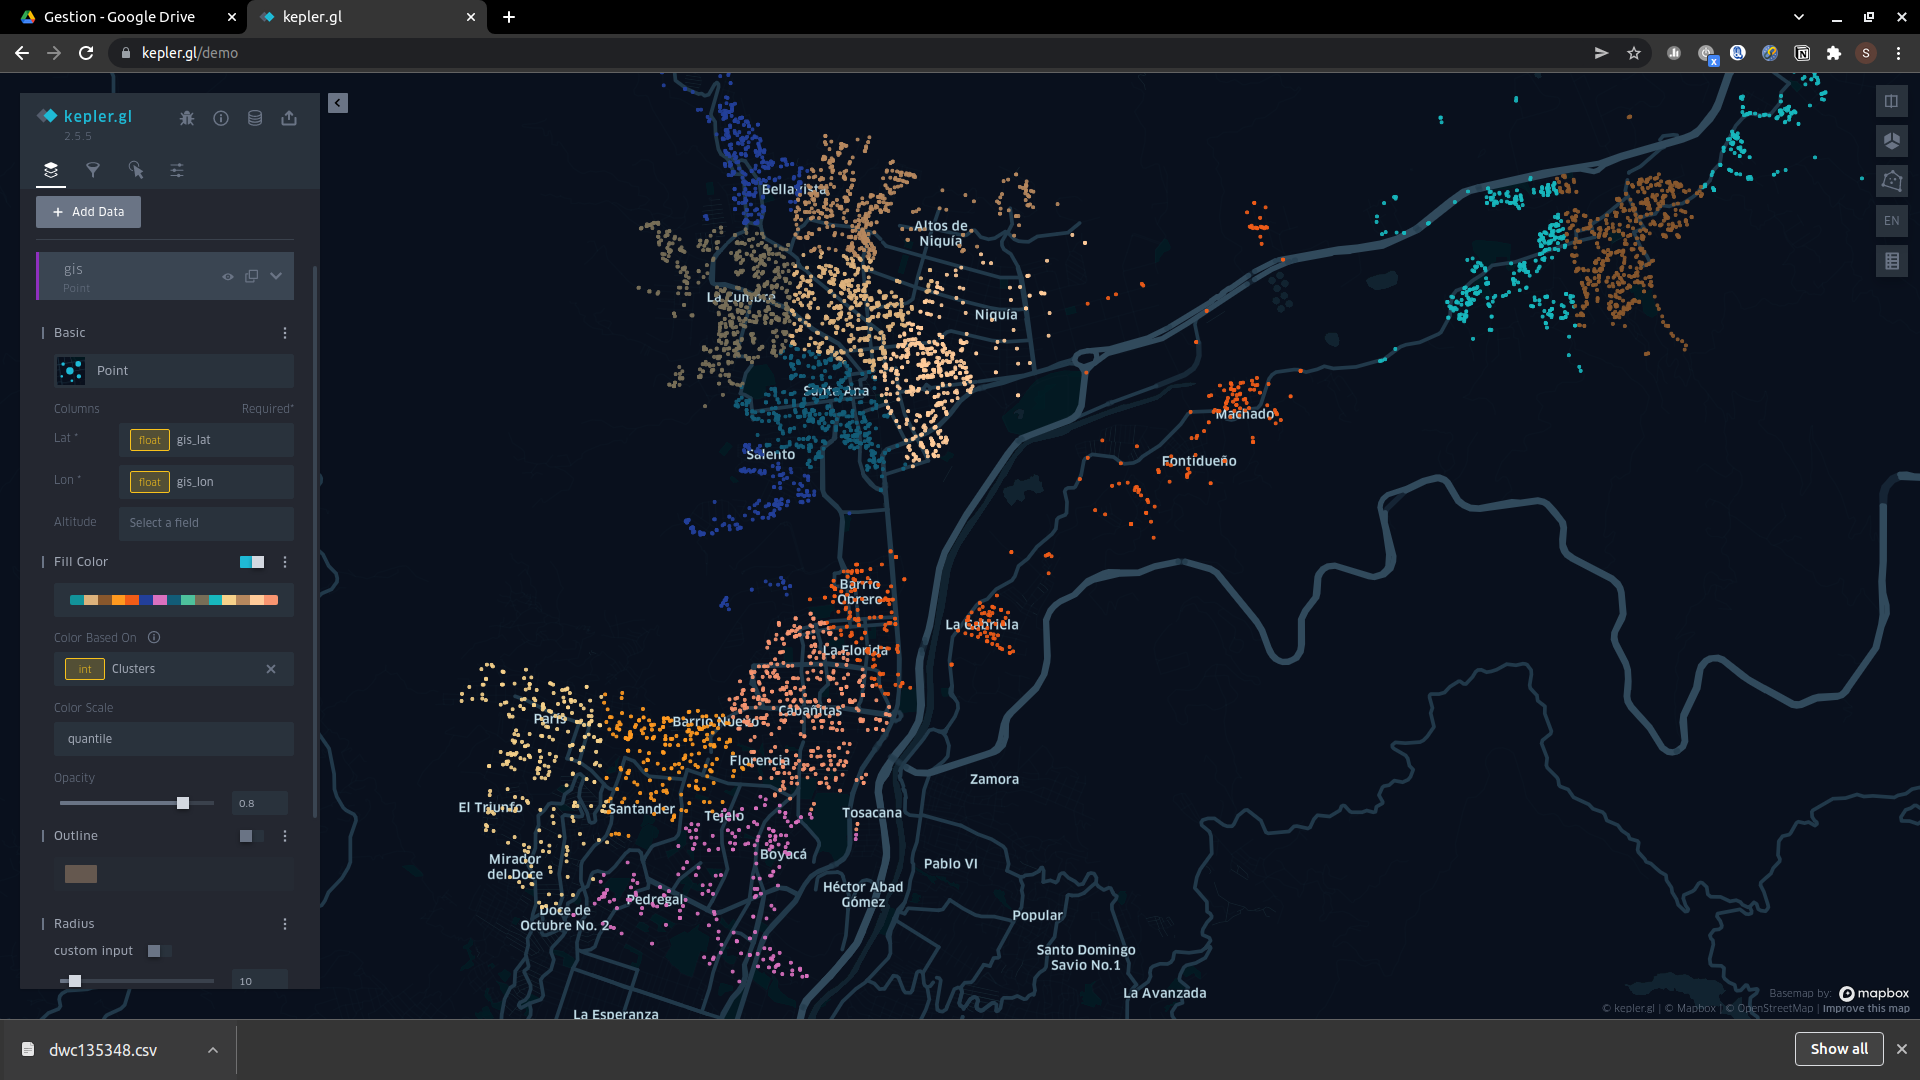 Gestion - Google Drive
kepler.gl
kepler.gl/demo
S
x
kepler.gl
2.5.5
Add Data
gis
Point
Basic
Point
Columns
Required*
Lat *
float
gis_lat
Lon *
float
gis_lon
Altitude
Select a field
Fill Color
Color Based On
int
Clusters
Color Scale
quantile
Opacity
0.8
Outline
Radius
custom input
10
EN
Bellavista
Altos de
Niquía
La Cumbre
Niquía
Santa Ana
Machado
Salento
Fontidueño
Barrio
Obrero
La Gabriela
La Florida
París
Barrio Nuevo
Cabañitas
Florencia
Zamora
El Triunfo
Santander
Tejelo
Tosacana
Mirador
del Doce
Boyacá
Pablo VI
Héctor Abad
Gómez
Pedregal
Doce de
Octubre No. 2
Popular
Santo Domingo
Savio No.1
La Avanzada
La Esperanza
Basemap by:
mapbox
© kepler.gl | © Mapbox | © OpenStreetMap | Improve this map
dwc135348.csv
Show all